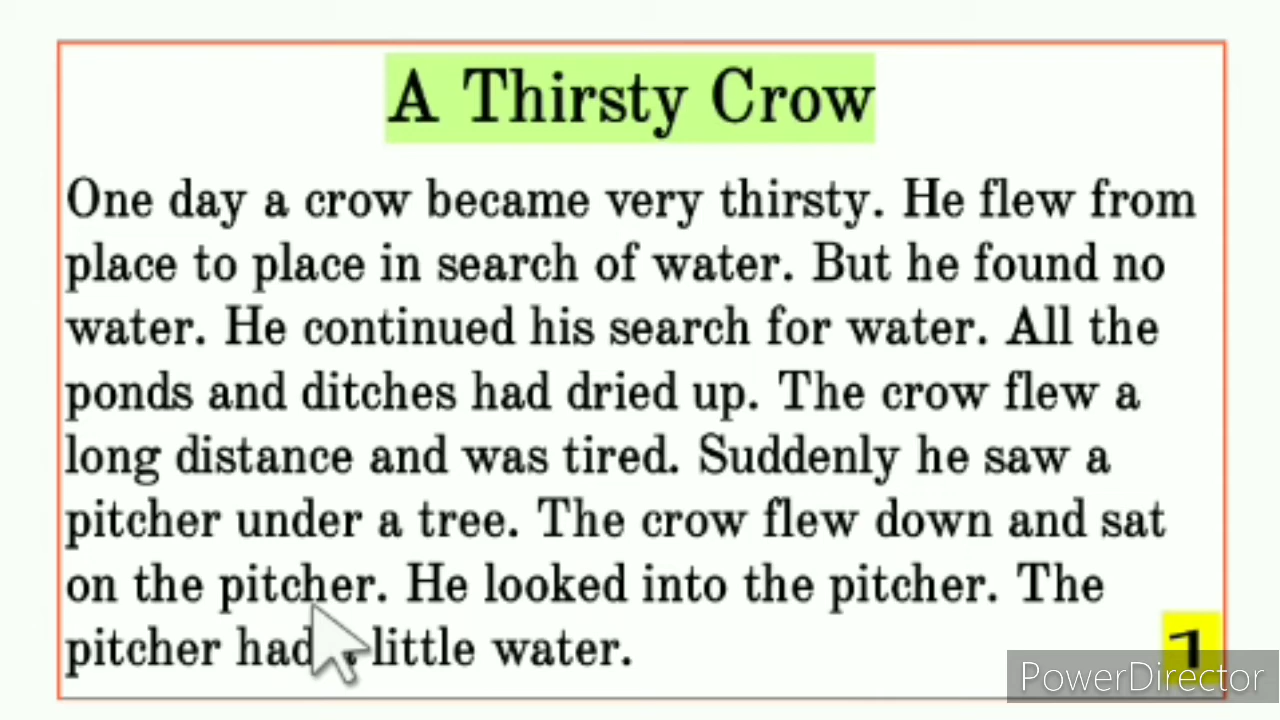 A Thirsty Crow
One day a crow became very thirsty. He flew from
place to place in search of water. But he found no
water. He continued his search for water. All the
ponds and ditches had dried up. The crow flew a
long distance and was tired. Suddenly he saw a
pitcher under a tree. The crow flew down and sat
on the pitcher. He looked into the pitcher. The
pitcher had little water.
1
PowerDirector